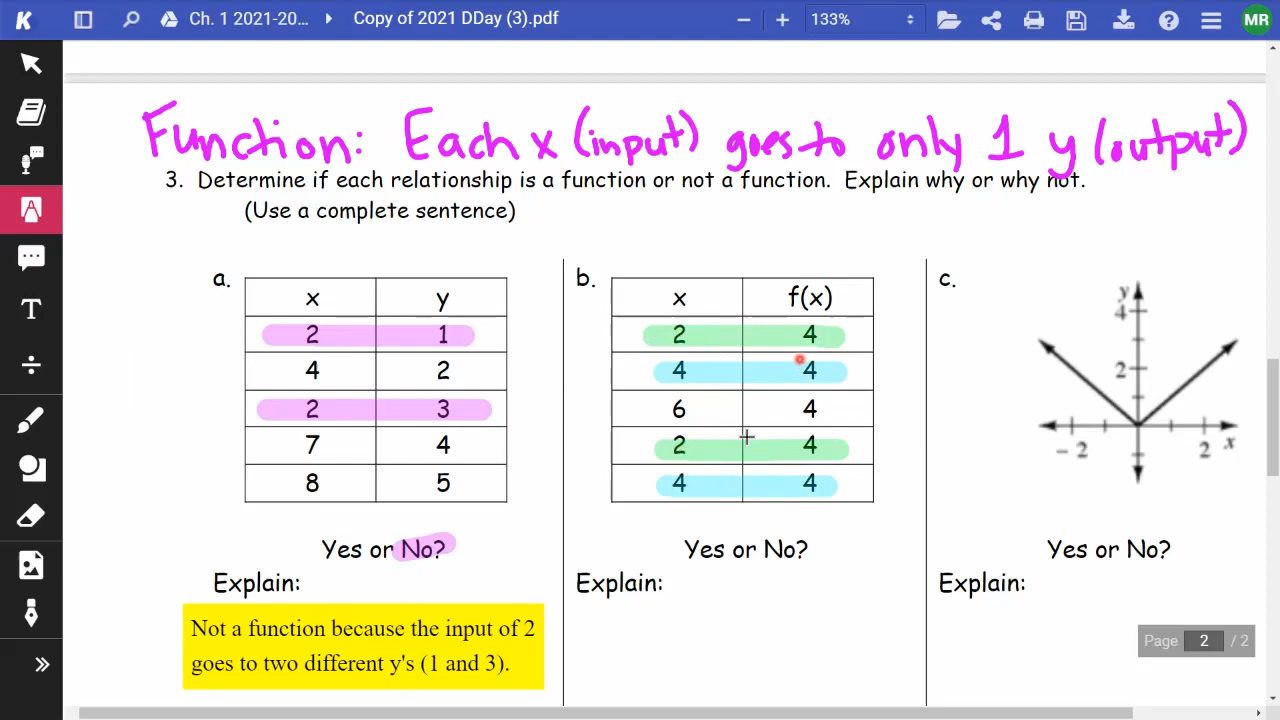 K Ch. 1 2021-20... Copy of 2021 DDay (3).pdf 133% MR
Function: Each x (input) goes to only 1 y (output)
3. Determine if each relationship is a function or not a function. Explain why or why not.
(Use a complete sentence)
a.
x y
2 1
4 2
2 3
7 4
8 5
Yes or No?
Explain:
Not a function because the input of 2
goes to two different y's (1 and 3).
b.
x f(x)
2 4
4 4
6 4
2 4
4 4
Yes or No?
Explain:
c.
y
4
2
-2 2 x
Yes or No?
Explain:
Page 2 / 2